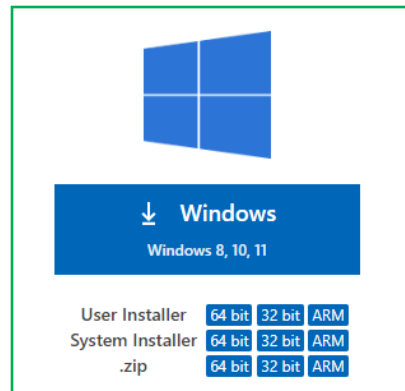 Windows
Windows 8, 10, 11
User Installer 64 bit 32 bit ARM
System Installer 64 bit 32 bit ARM
.zip 64 bit 32 bit ARM